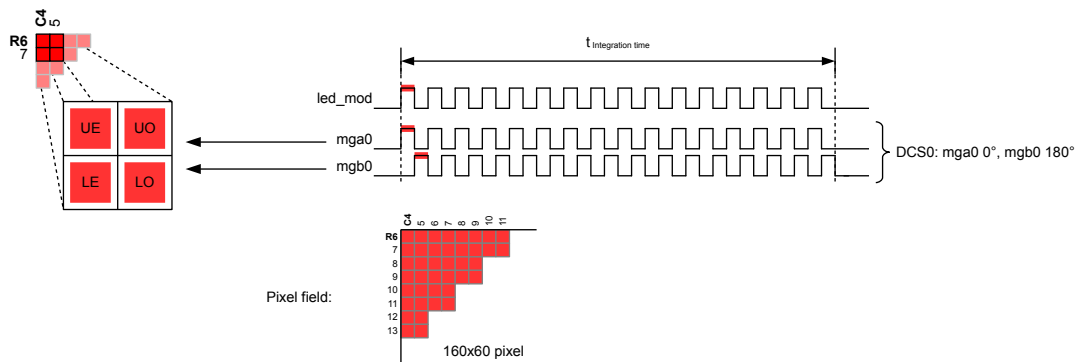 C4
5
R6
7
t Integration time
led_mod
UE UO
mga0
DCS0: mga0 0°, mgb0 180°
mgb0
LE LO
C4 5 6 7 8 9 10 11
R6
7
8
9
Pixel field:
10
11
12
13
160x60 pixel